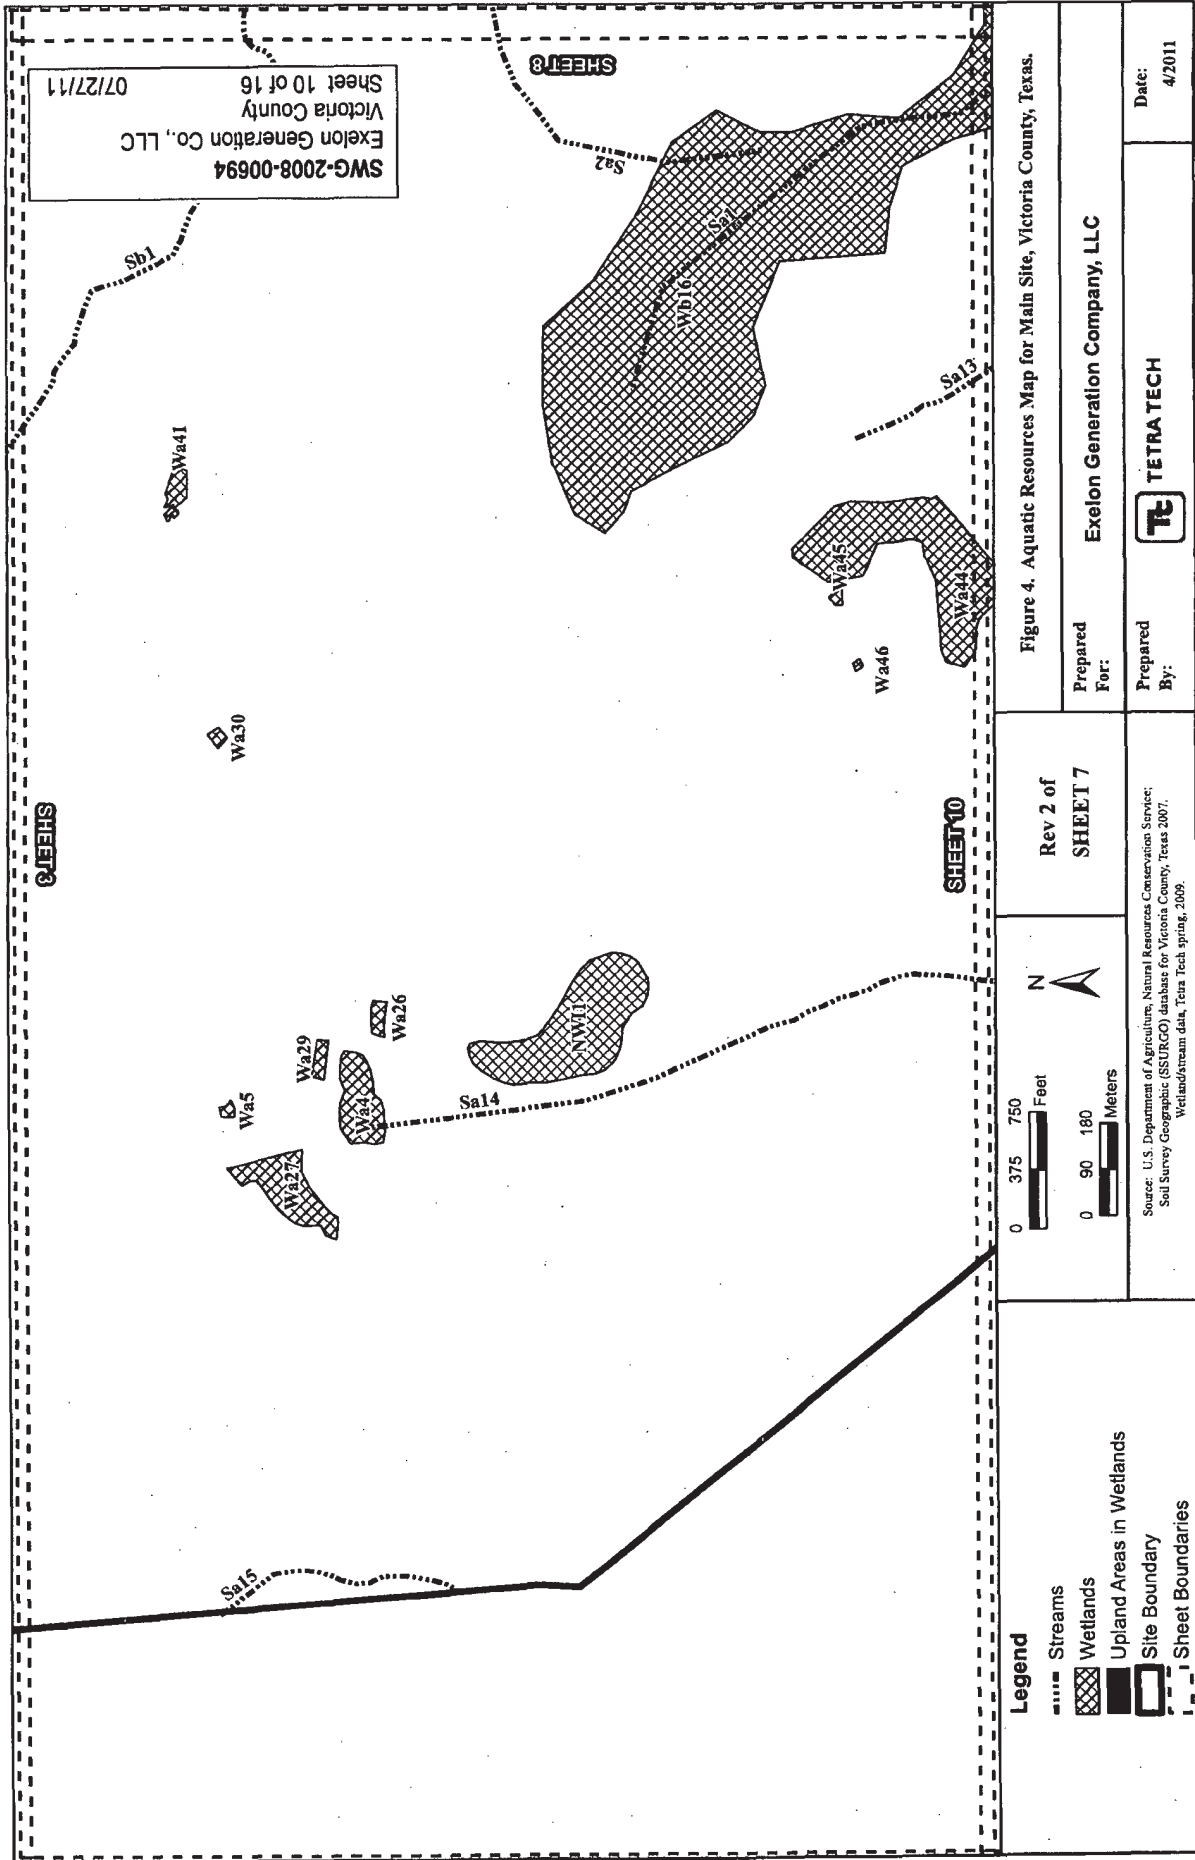 SWG-2008-00694
Exelon Generation Co., LLC
Victoria County
Sheet 10 of 16
07/27/11
SHEET 3
SHEET 8
SHEET 10
Sb1
Sa2
Sa1
Wb16
Wa41
Wa30
Sa13
Wa45
Wa44
Wa46
Wa26
Wa29
Wa5
Wa4
Wa27
NWI1
Sa14
Sa15
Legend
Streams
Wetlands
Upland Areas in Wetlands
Site Boundary
Sheet Boundaries
0 375 750
Feet
0 90 180
Meters
N
Rev 2 of
SHEET 7
Source: U.S. Department of Agriculture, Natural Resources Conservation Service;
Soil Survey Geographic (SSURGO) database for Victoria County, Texas 2007.
Wetland/stream data, Tetra Tech spring, 2009.
Figure 4. Aquatic Resources Map for Main Site, Victoria County, Texas.
Prepared
For:
Exelon Generation Company, LLC
Prepared
By:
Tt TETRA TECH
Date:
4/2011